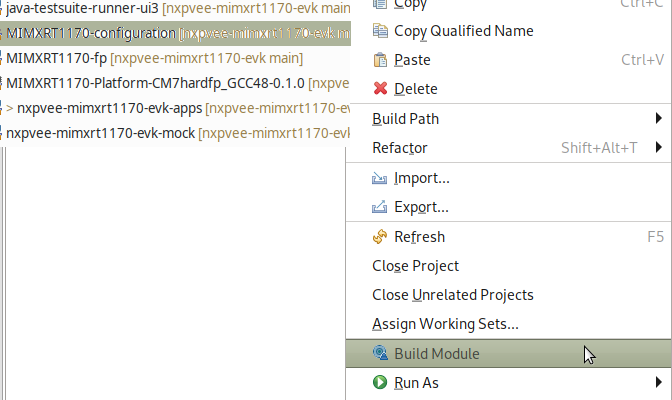 java-testsuite-runner-ui3 [nxpvee-mimxrt1170-evk main
MIMXRT1170-configuration [nxpvee-mimxrt1170-evk m
MIMXRT1170-fp [nxpvee-mimxrt1170-evk main]
MIMXRT1170-Platform-CM7hardfp_GCC48-0.1.0 [nxpve
> nxpvee-mimxrt1170-evk-apps [nxpvee-mimxrt1170-ev
nxpvee-mimxrt1170-evk-mock [nxpvee-mimxrt1170-ev
Copy Ctrl+C
Copy Qualified Name
Paste Ctrl+V
Delete
Build Path
Refactor Shift+Alt+T
Import...
Export...
Refresh F5
Close Project
Close Unrelated Projects
Assign Working Sets...
Build Module
Run As